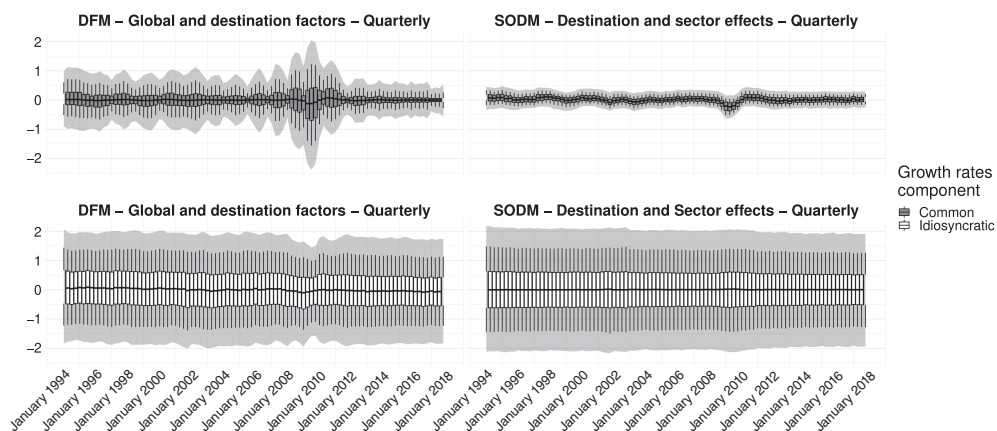 DFM – Global and destination factors – Quarterly
SODM – Destination and sector effects – Quarterly
2
1
0
−1
−2
DFM – Global and destination factors – Quarterly
SODM – Destination and Sector effects – Quarterly
2
1
0
−1
−2
Growth rates
component
Common
Idiosyncratic
January 1994
January 1996
January 1998
January 2000
January 2002
January 2004
January 2006
January 2008
January 2010
January 2012
January 2014
January 2016
January 2018
January 1994
January 1996
January 1998
January 2000
January 2002
January 2004
January 2006
January 2008
January 2010
January 2012
January 2014
January 2016
January 2018